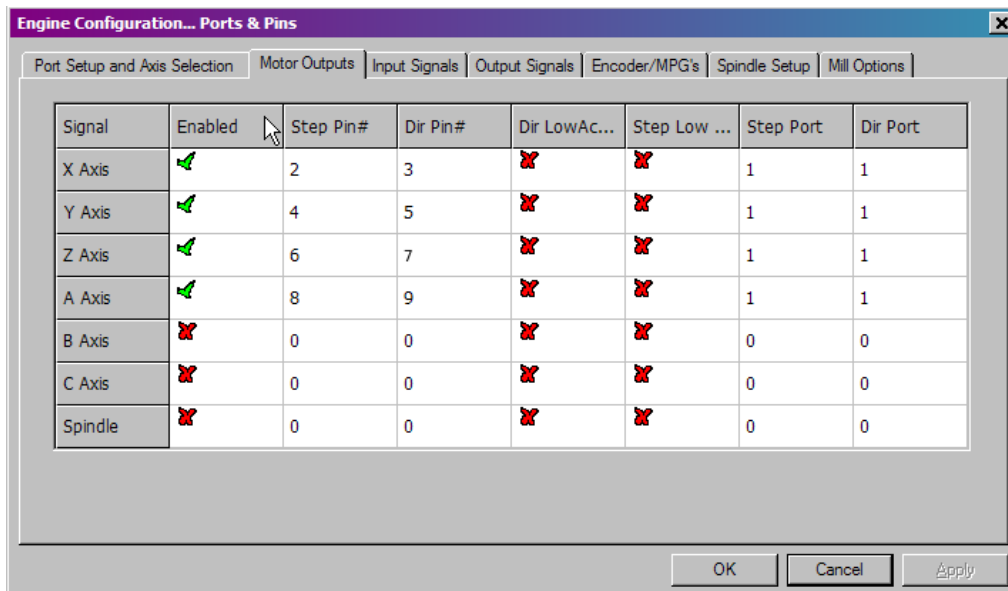 Engine Configuration... Ports & Pins
Port Setup and Axis Selection Motor Outputs Input Signals Output Signals Encoder/MPG's Spindle Setup Mill Options
Signal Enabled Step Pin# Dir Pin# Dir LowAc... Step Low ... Step Port Dir Port
X Axis 2 3 1 1
Y Axis 4 5 1 1
Z Axis 6 7 1 1
A Axis 8 9 1 1
B Axis 0 0 0 0
C Axis 0 0 0 0
Spindle 0 0 0 0
OK Cancel Apply